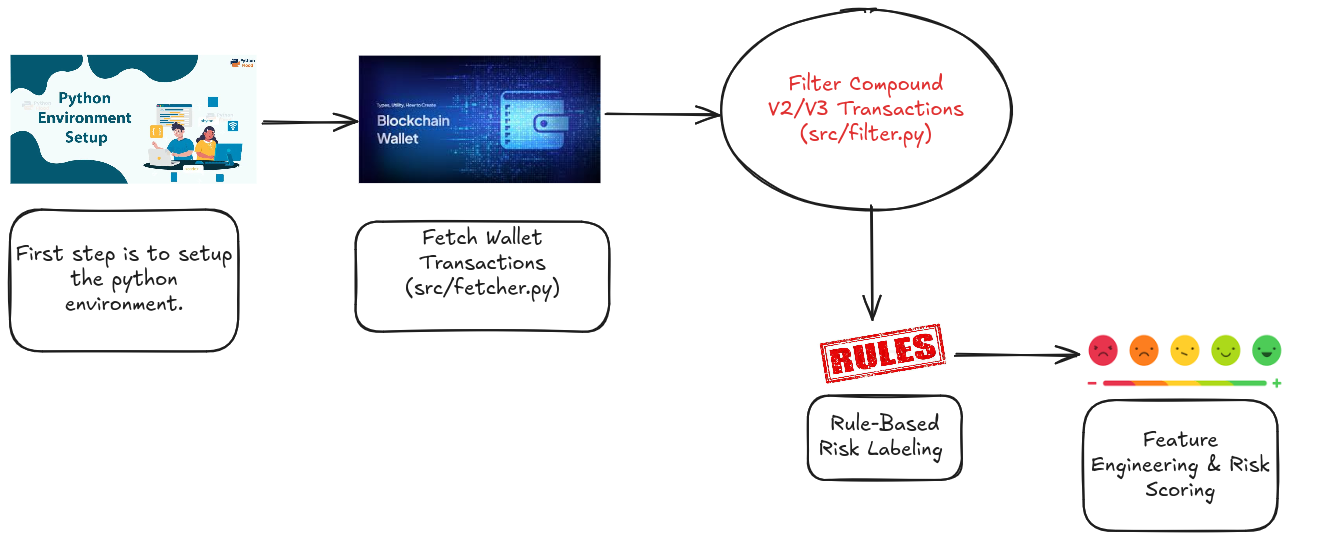 Python
Environment
Setup
Types, Utility, How to Create
Blockchain
Wallet
Filter Compound
V2/V3 Transactions
(src/filter.py)
First step is to setup
the python
environment.
Fetch Wallet
Transactions
(src/fetcher.py)
RULES
Rule-Based
Risk Labeling
Feature
Engineering & Risk
Scoring